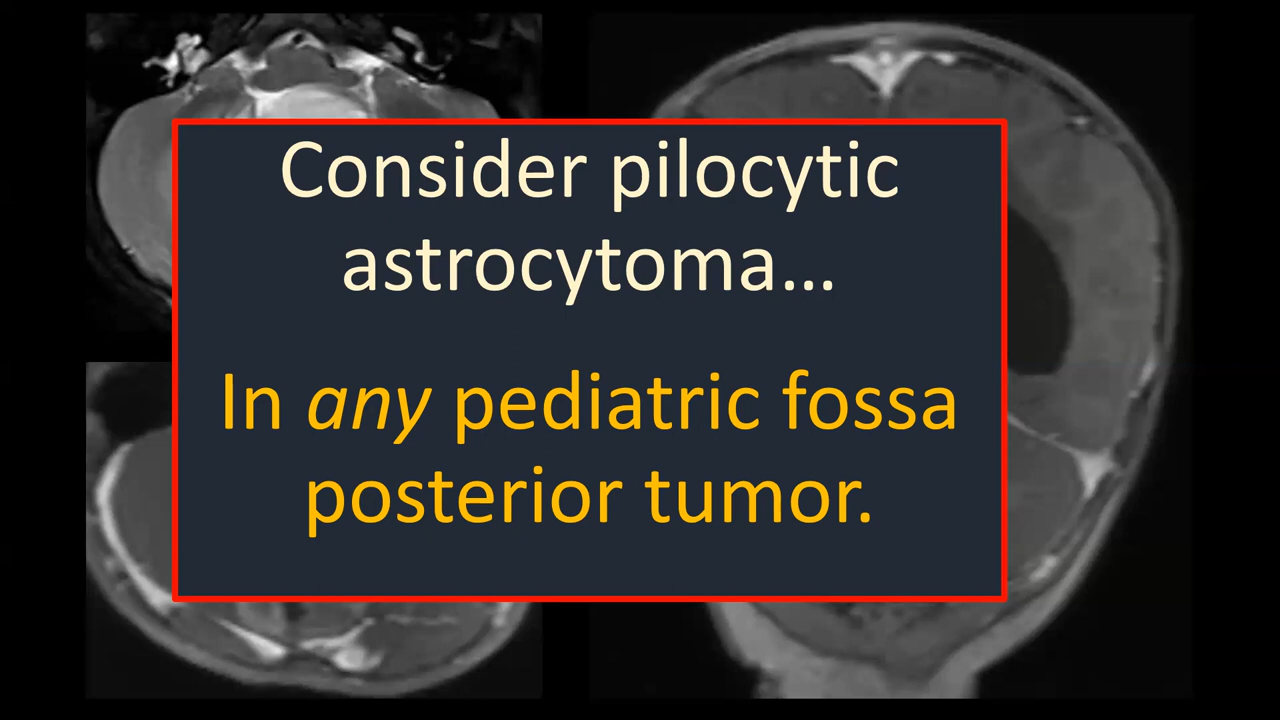 Consider pilocytic
astrocytoma...
In any pediatric fossa
posterior tumor.